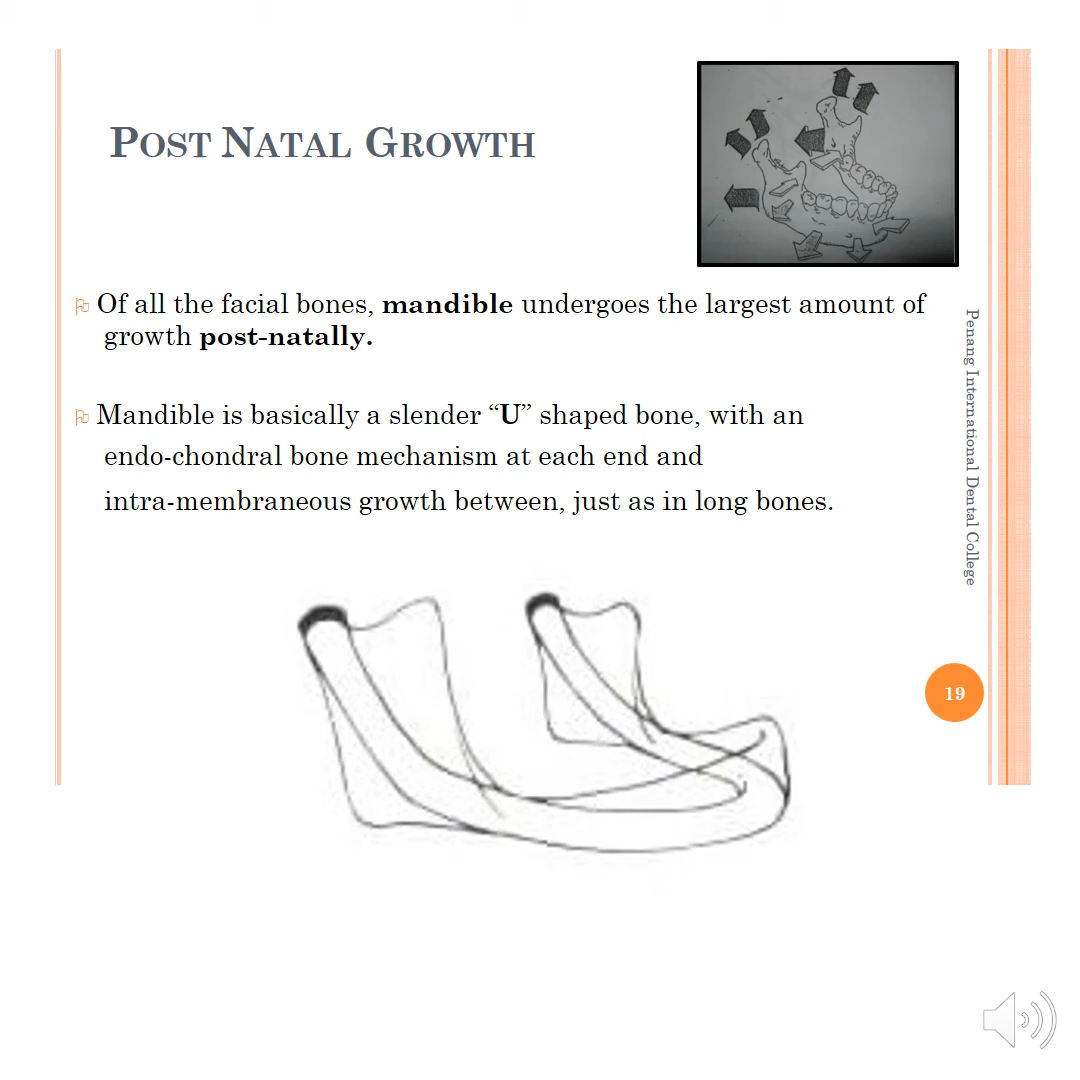 POST NATAL GROWTH
Of all the facial bones, mandible undergoes the largest amount of
growth post-natally.
Mandible is basically a slender “U” shaped bone, with an
endo-chondral bone mechanism at each end and
intra-membraneous growth between, just as in long bones.
Penang International Dental College
19